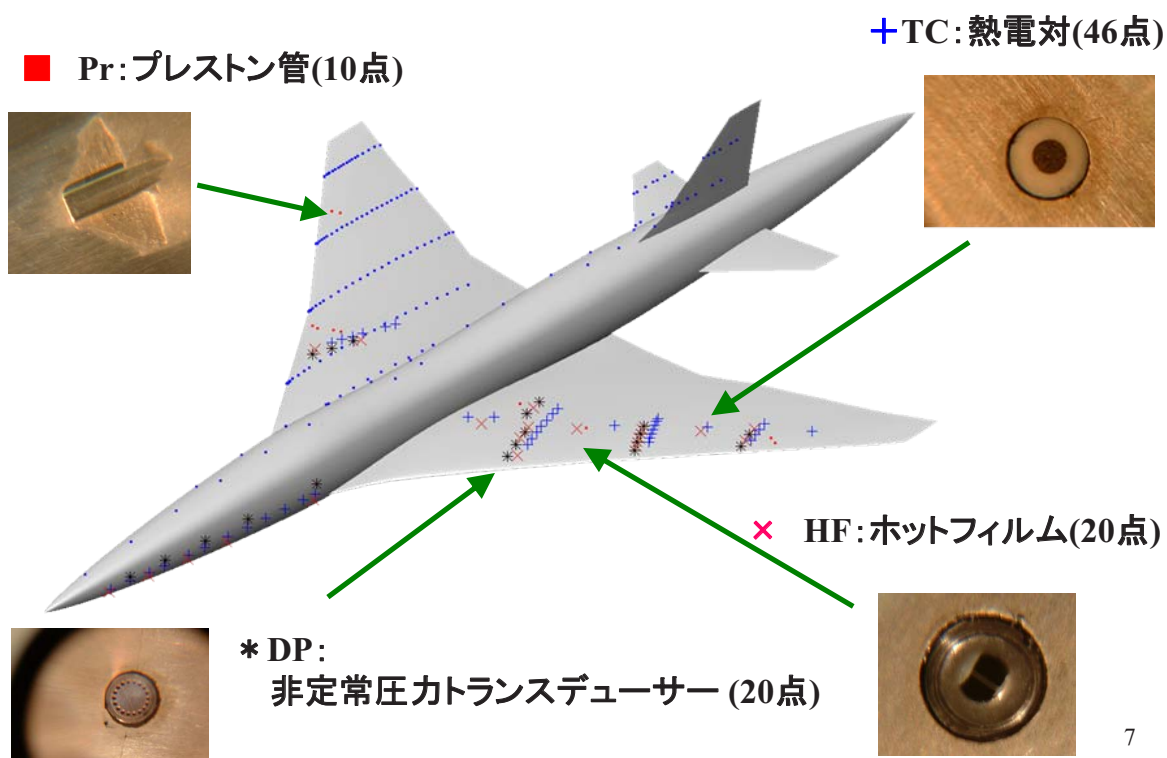 +TC:熱電対(46点)
■ Pr:プレストン管(10点)
× HF:ホットフィルム(20点)
*DP:
非定常圧力トランスデューサー (20点)
7